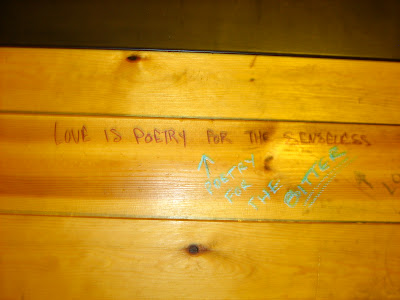 LOVE IS POETRY FOR THE SENSELESS
↑
POETRY
FOR
THE
BITTER